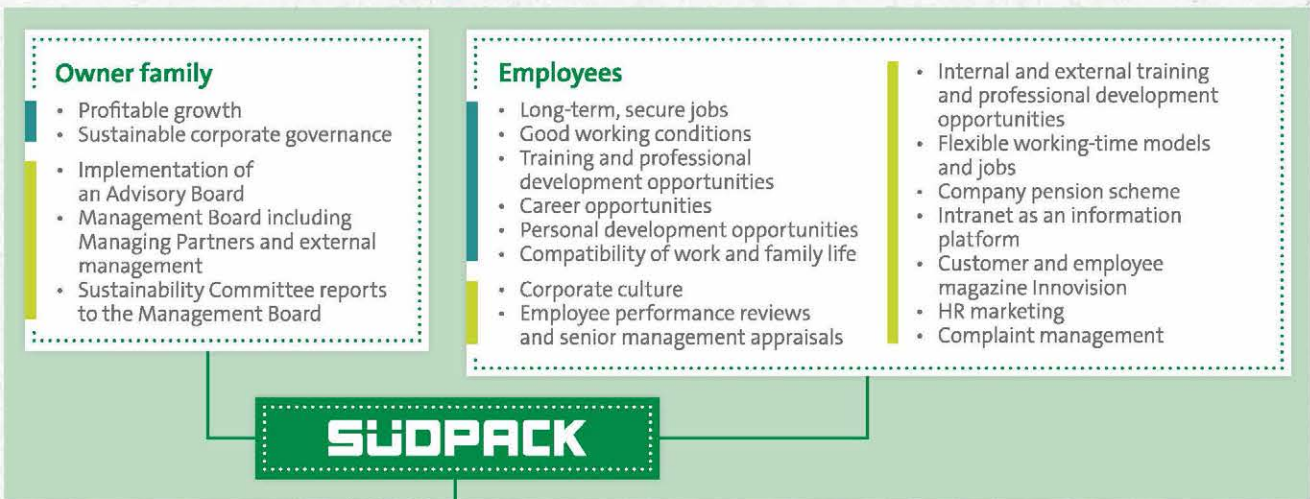 Owner family
• Profitable growth
• Sustainable corporate governance
• Implementation of
an Advisory Board
• Management Board including
Managing Partners and external
management
• Sustainability Committee reports
to the Management Board
Employees
• Long-term, secure jobs
• Good working conditions
• Training and professional
development opportunities
• Career opportunities
• Personal development opportunities
• Compatibility of work and family life
• Corporate culture
• Employee performance reviews
and senior management appraisals
• Internal and external training
and professional development
opportunities
• Flexible working-time models
and jobs
• Company pension scheme
• Intranet as an information
platform
• Customer and employee
magazine Innovision
• HR marketing
• Complaint management
SÜDPACK